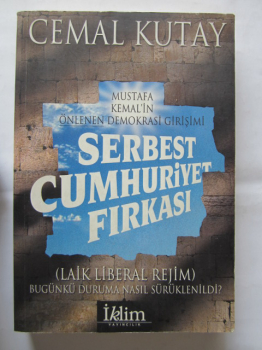 CEMAL KUTAY
MUSTAFA
KEMAL'İN
ÖNLENEN DEMOKRASİ GİRİŞİMİ
SERBEST
CUMHURİYET
FIRKASI
(LAİK LİBERAL REJİM)
BUGÜNKÜ DURUMA NASIL SÜRÜKLENİLDİ?
İklim
YAYINCILIK